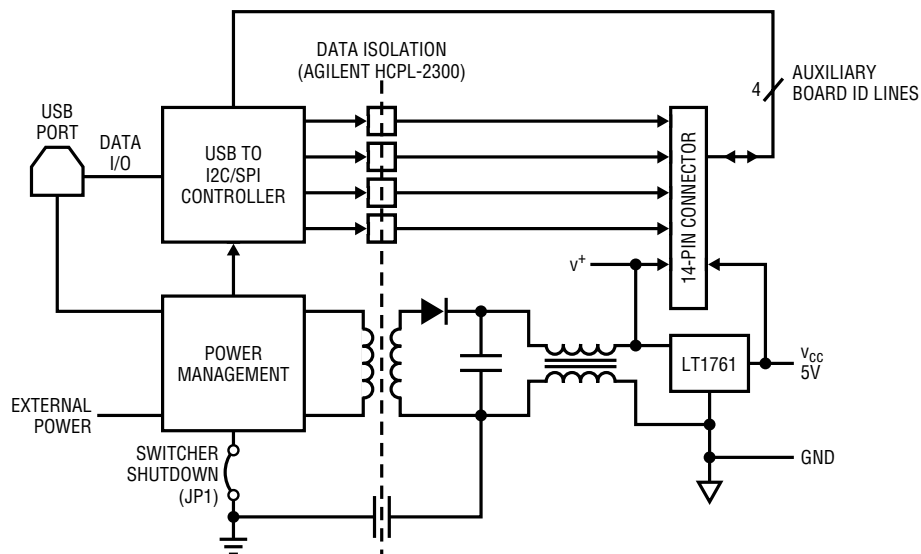 DATA ISOLATION
(AGILENT HCPL-2300)
4
AUXILIARY
BOARD ID LINES
USB
PORT
DATA
I/O
USB TO
I2C/SPI
CONTROLLER
14-PIN CONNECTOR
V+
POWER
MANAGEMENT
LT1761
VCC
5V
EXTERNAL
POWER
SWITCHER
SHUTDOWN
(JP1)
GND